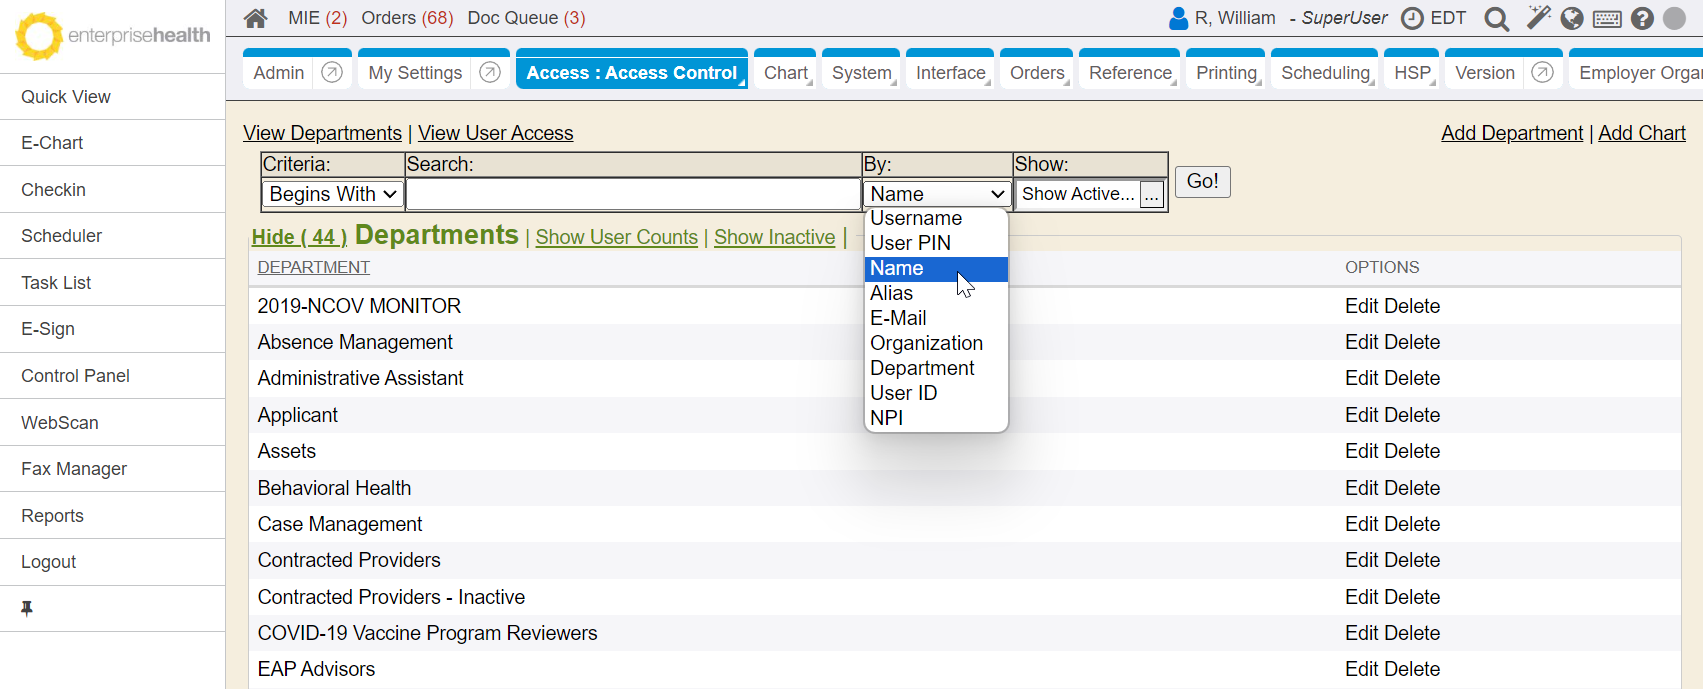 enterprisehealth
MIE (2) Orders (68) Doc Queue (3)
R, William - SuperUser EDT
Admin My Settings Access : Access Control Chart System Interface Orders Reference Printing Scheduling HSP Version Employer Orga
Quick View
E-Chart
Checkin
Scheduler
Task List
E-Sign
Control Panel
WebScan
Fax Manager
Reports
Logout
View Departments | View User Access
Add Department | Add Chart
Criteria: Search: By: Show:
Begins With Name Show Active... ... Go!
Username
User PIN
Name
Alias
E-Mail
Organization
Department
User ID
NPI
Hide ( 44 ) Departments | Show User Counts | Show Inactive |
DEPARTMENT OPTIONS
2019-NCOV MONITOR Edit Delete
Absence Management Edit Delete
Administrative Assistant Edit Delete
Applicant Edit Delete
Assets Edit Delete
Behavioral Health Edit Delete
Case Management Edit Delete
Contracted Providers Edit Delete
Contracted Providers - Inactive Edit Delete
COVID-19 Vaccine Program Reviewers Edit Delete
EAP Advisors Edit Delete